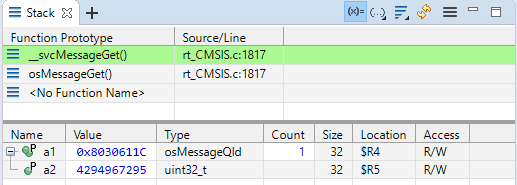 Stack
(x)= (..)
Function Prototype Source/Line
__svcMessageGet() rt_CMSIS.c:1817
osMessageGet() rt_CMSIS.c:1817
<No Function Name>
Name Value Type Count Size Location Access
a1 0x8030611C osMessageQId 1 32 $R4 R/W
a2 4294967295 uint32_t 32 $R5 R/W